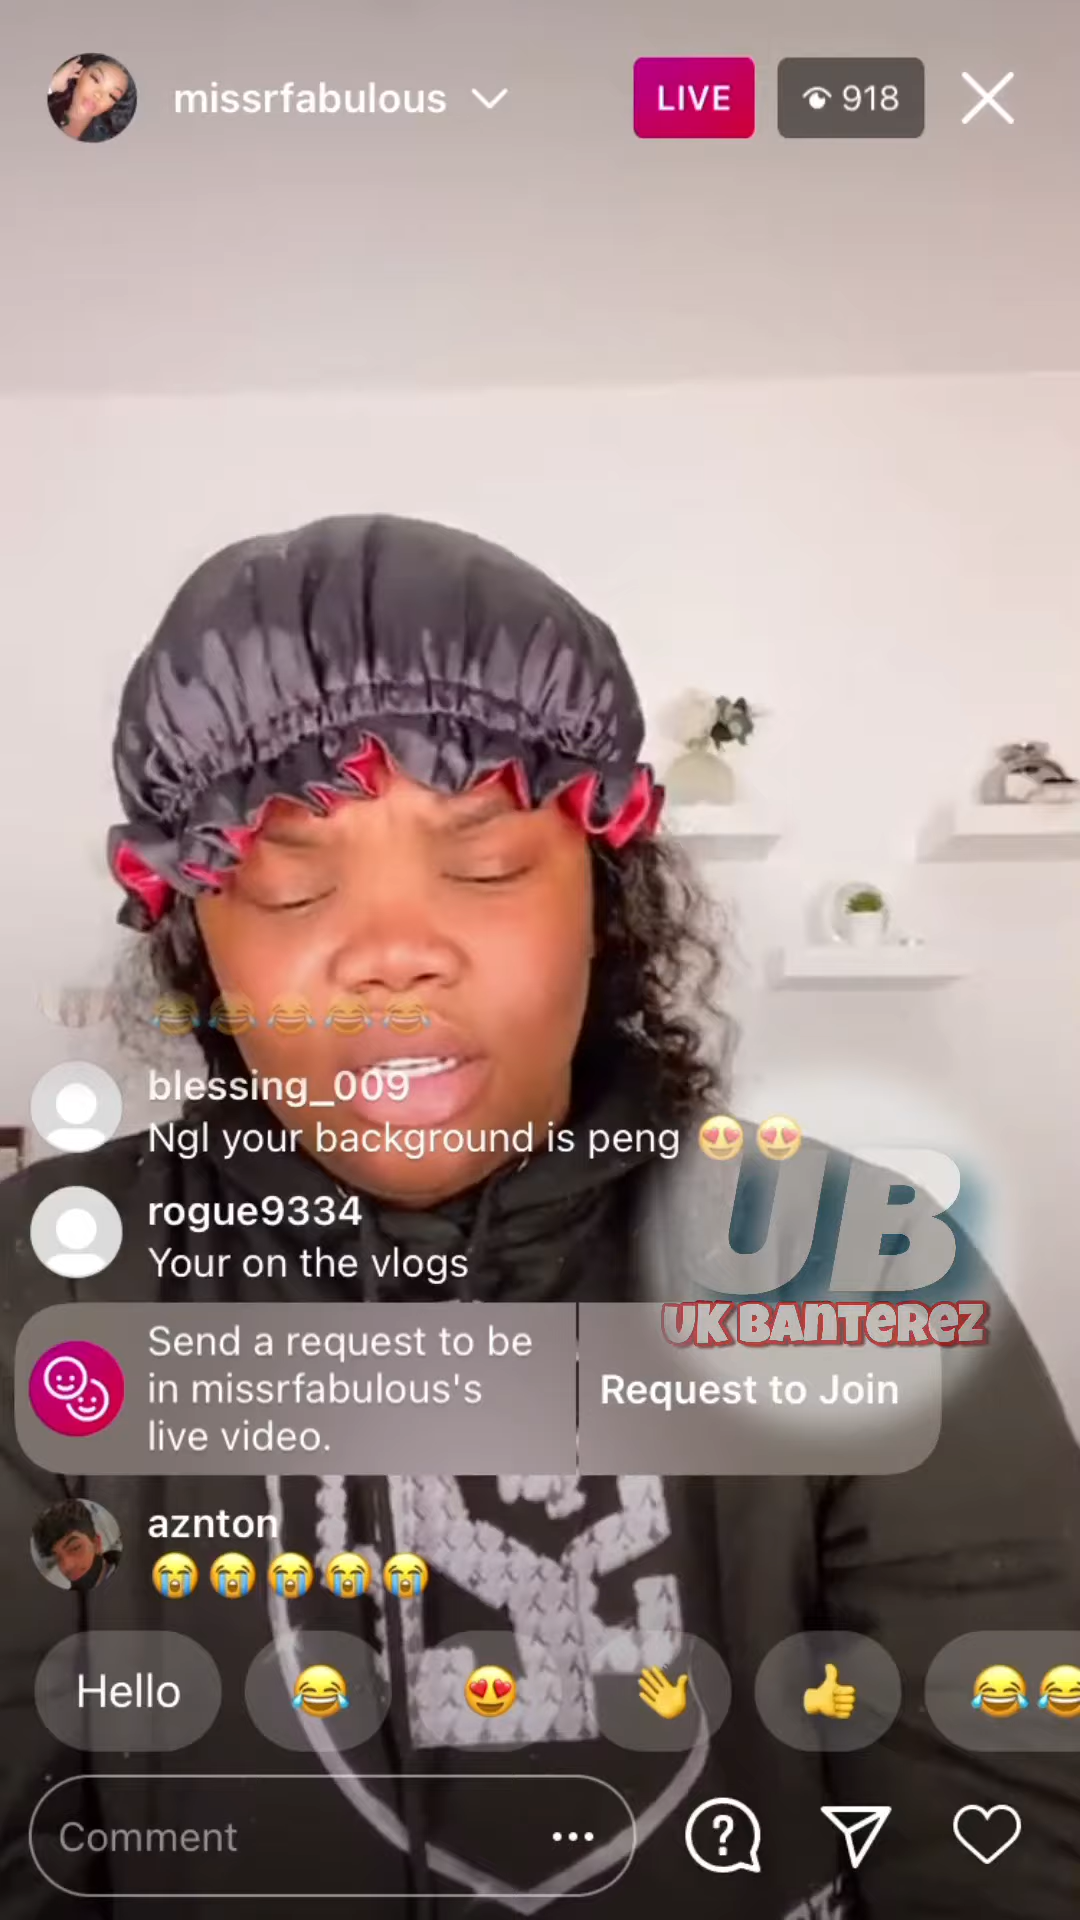 missrfabulous
LIVE
918
😂😂😂😂😂
blessing_009
Ngl your background is peng 😍😍
rogue9334
Your on the vlogs
UB
UK BANTEREZ
Send a request to be
in missrfabulous's
live video.
Request to Join
aznton
😭😭😭😭😭
Hello
Comment